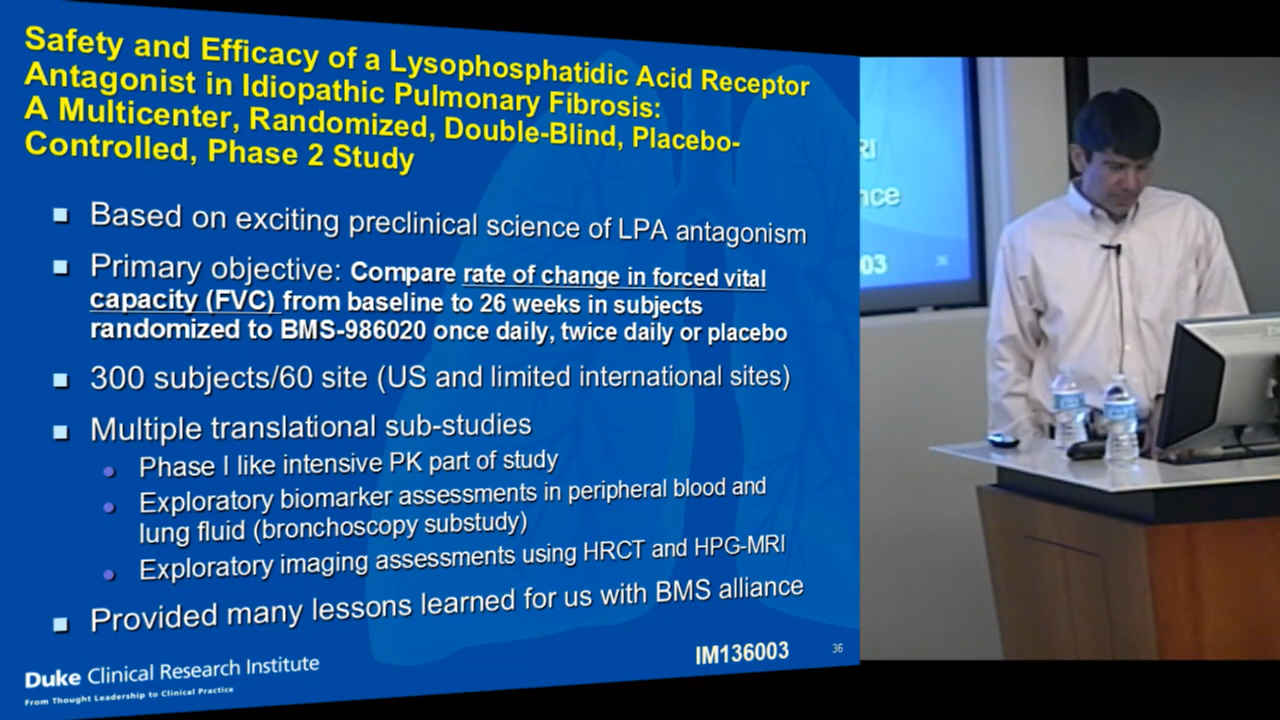 Safety and Efficacy of a Lysophosphatidic Acid Receptor
Antagonist in Idiopathic Pulmonary Fibrosis:
A Multicenter, Randomized, Double-Blind, Placebo-
Controlled, Phase 2 Study
Based on exciting preclinical science of LPA antagonism
Primary objective: Compare rate of change in forced vital
capacity (FVC) from baseline to 26 weeks in subjects
randomized to BMS-986020 once daily, twice daily or placebo
300 subjects/60 site (US and limited international sites)
Multiple translational sub-studies
Phase I like intensive PK part of study
Exploratory biomarker assessments in peripheral blood and
lung fluid (bronchoscopy substudy)
Exploratory imaging assessments using HRCT and HPG-MRI
Provided many lessons learned for us with BMS alliance
Duke Clinical Research Institute
From Thought Leadership to Clinical Practice
IM136003
36
RI
nce
03
36